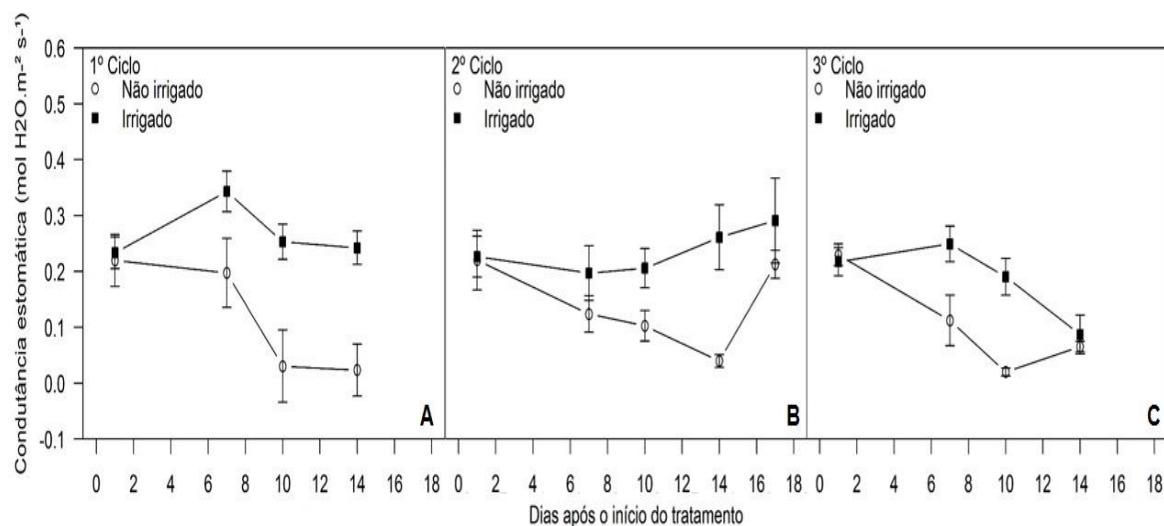 Condutância estomática (mol H2O.m-² s-¹)
0.6
0.5
0.4
0.3
0.2
0.1
0.0
-0.1
1º Ciclo
Não irrigado
Irrigado
A
2º Ciclo
Não irrigado
Irrigado
B
3º Ciclo
Não irrigado
Irrigado
C
0 2 4 6 8 10 12 14 16 18
0 2 4 6 8 10 12 14 16 18
0 2 4 6 8 10 12 14 16 18
Dias após o início do tratamento